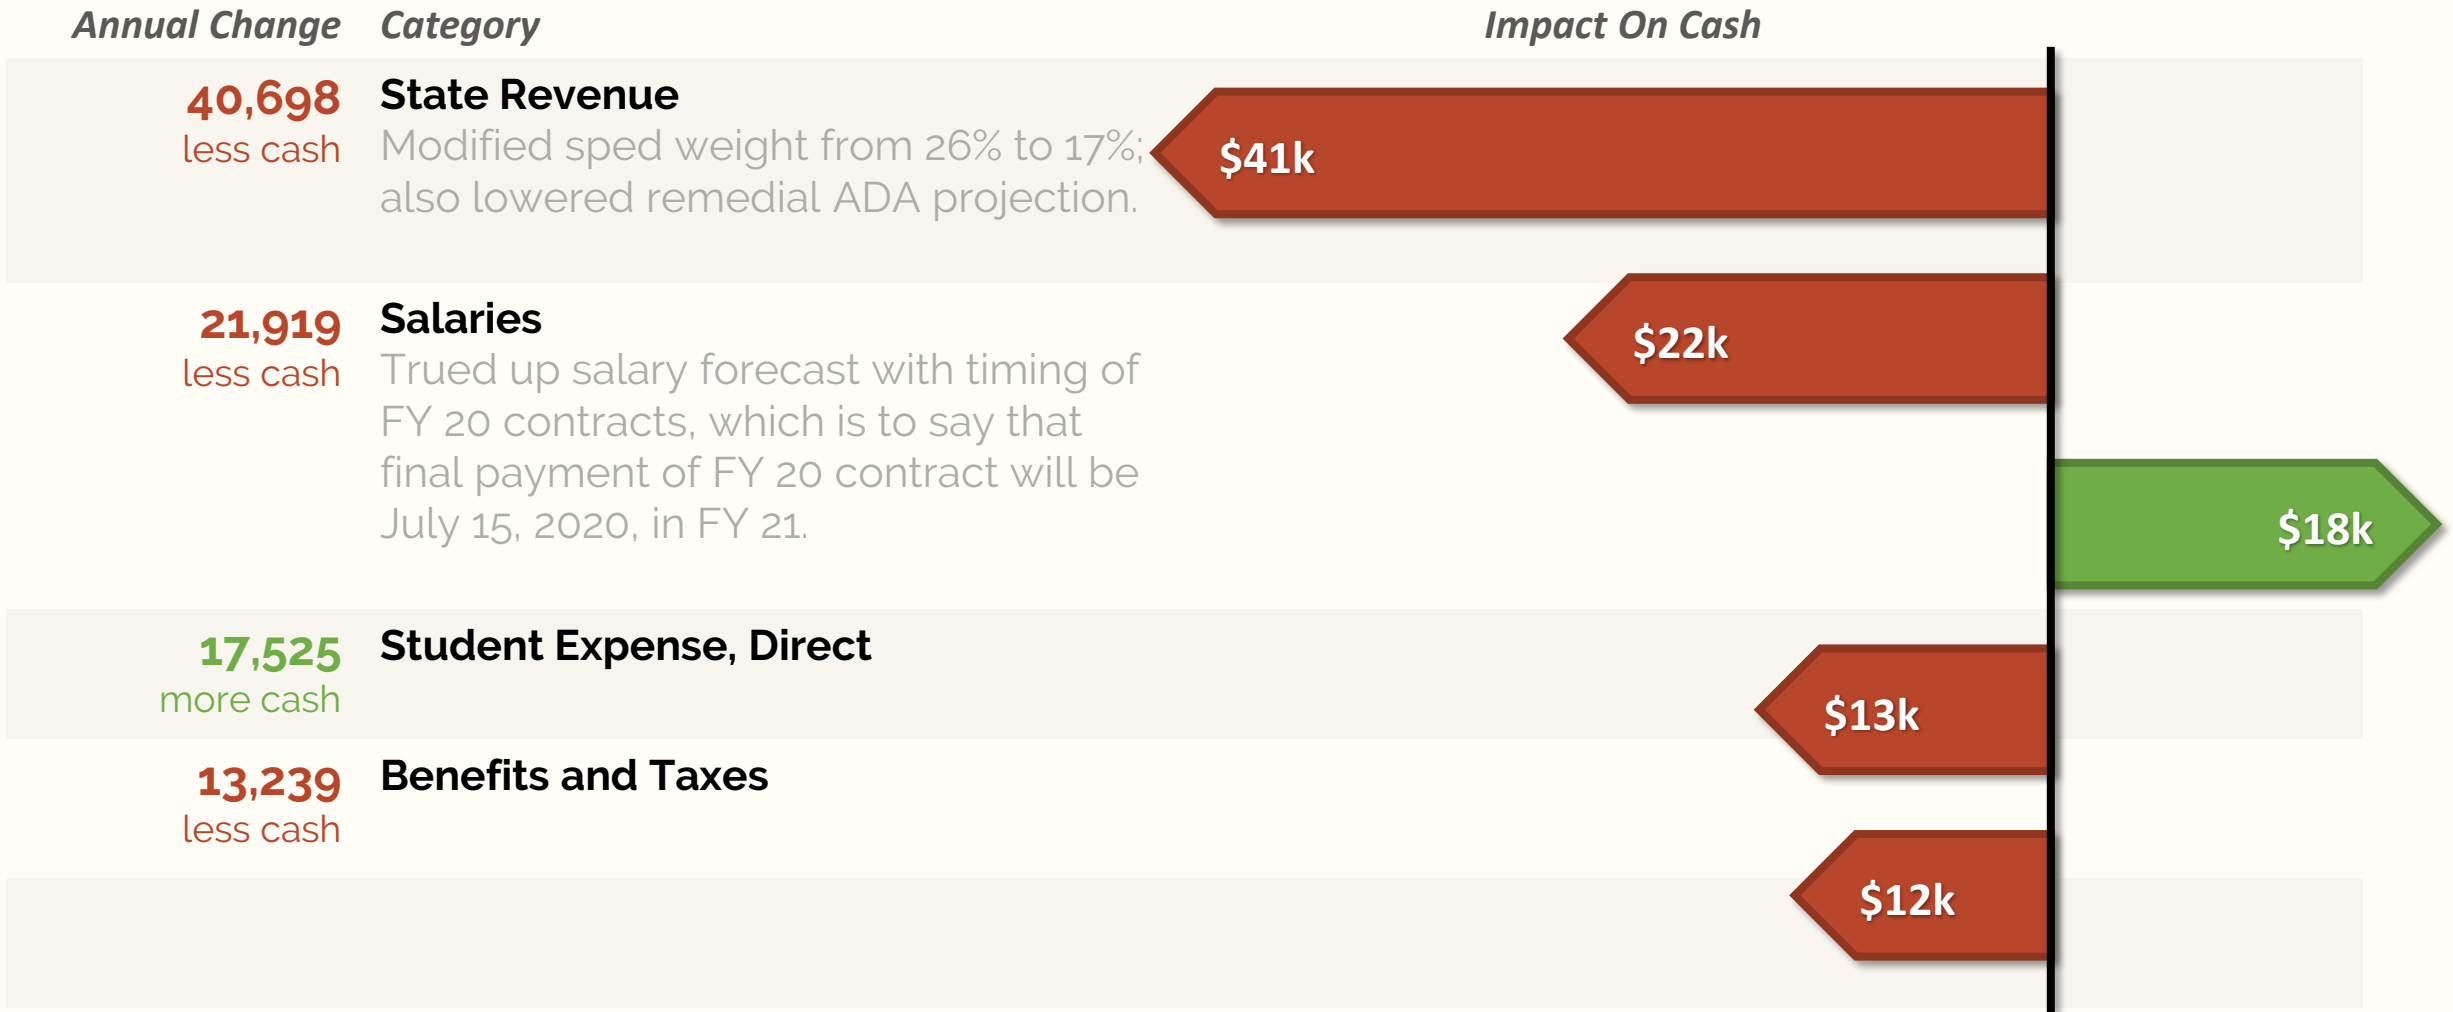 Annual Change Category Impact On Cash
40,698 State Revenue
less cash Modified sped weight from 26% to 17%;
also lowered remedial ADA projection.
$41k
21,919 Salaries
less cash Trued up salary forecast with timing of
FY 20 contracts, which is to say that
final payment of FY 20 contract will be
July 15, 2020, in FY 21.
$22k
$18k
17,525 Student Expense, Direct
more cash
$13k
13,239 Benefits and Taxes
less cash
$12k